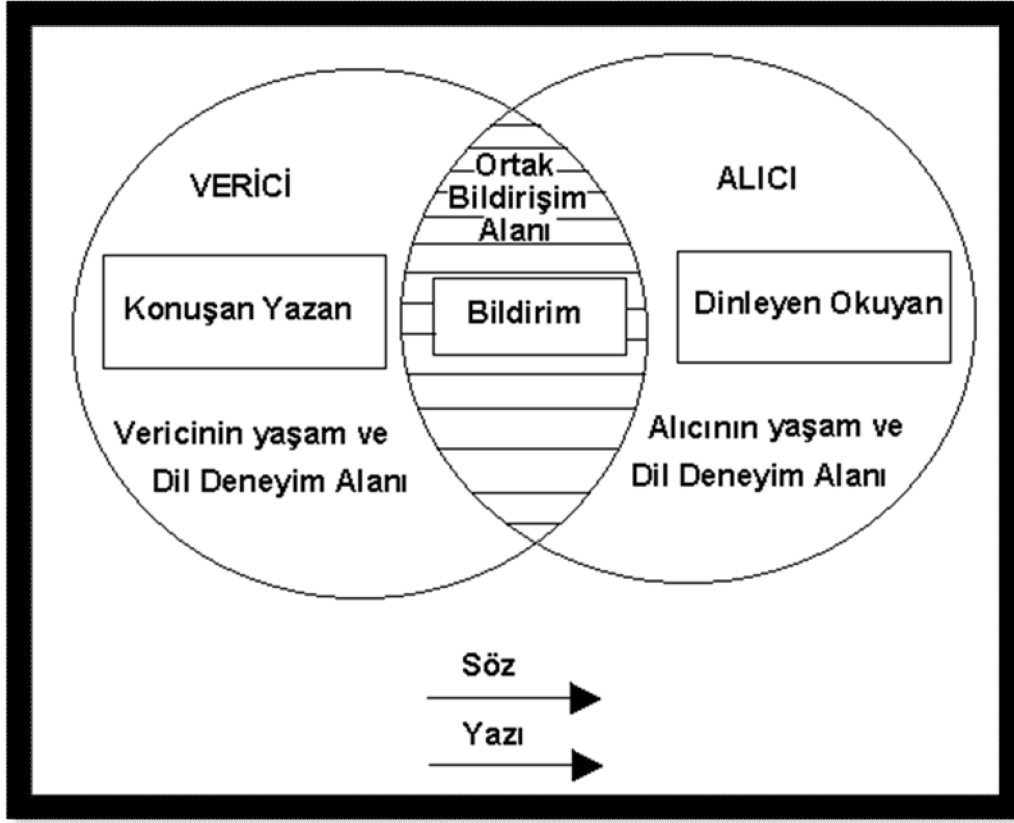 VERİCİ
Konuşan Yazan
Vericinin yaşam ve
Dil Deneyim Alanı
Ortak
Bildirişim
Alanı
Bildirim
ALICI
Dinleyen Okuyan
Alıcının yaşam ve
Dil Deneyim Alanı
Söz
Yazı